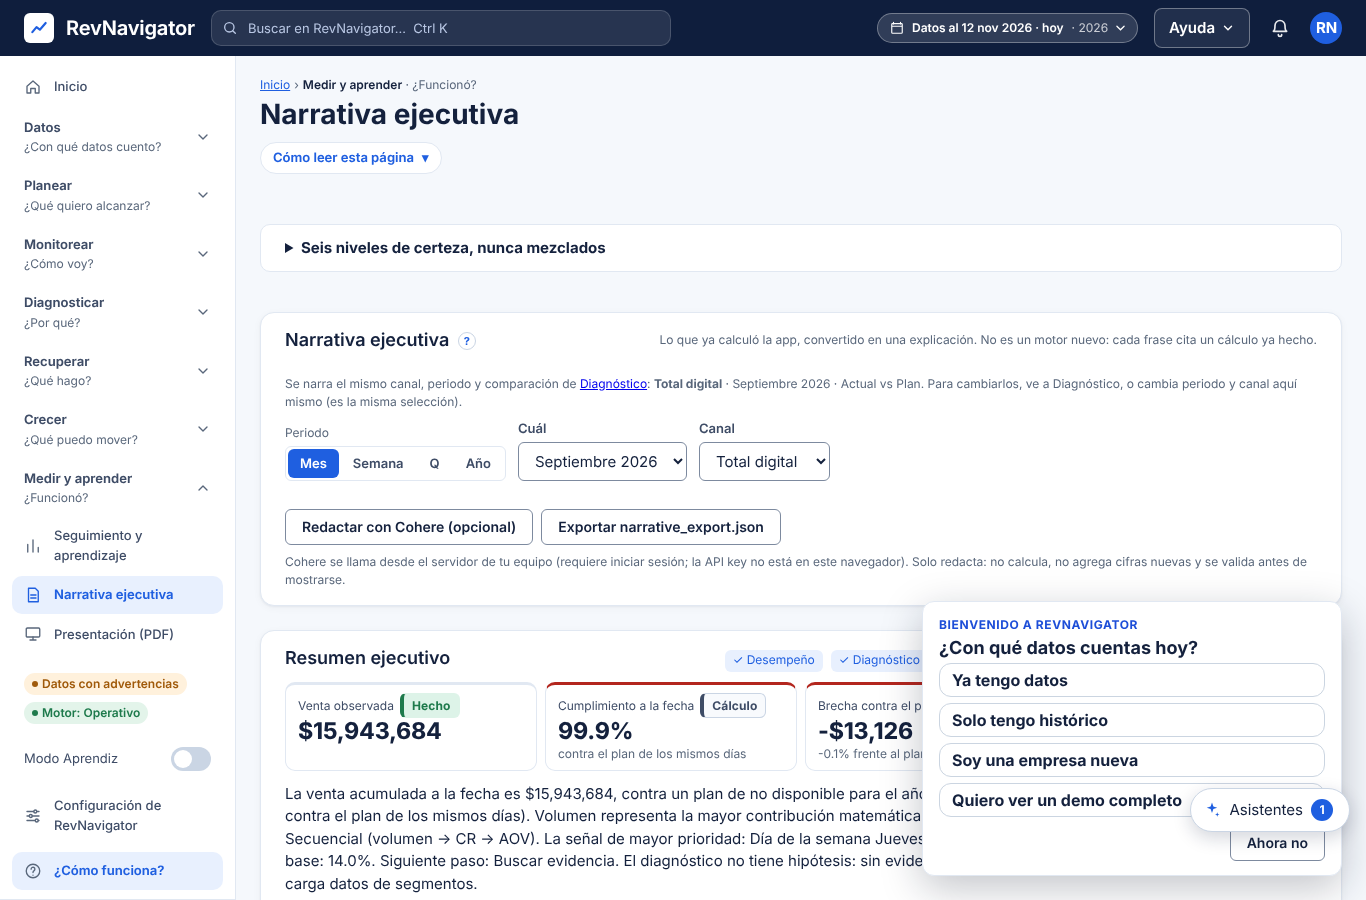 RevNavigator
Buscar en RevNavigator... Ctrl K
Datos al 12 nov 2026 · hoy · 2026
Ayuda
RN
Inicio
Datos
¿Con qué datos cuento?
Planear
¿Qué quiero alcanzar?
Monitorear
¿Cómo voy?
Diagnosticar
¿Por qué?
Recuperar
¿Qué hago?
Crecer
¿Qué puedo mover?
Medir y aprender
¿Funcionó?
Seguimiento y
aprendizaje
Narrativa ejecutiva
Presentación (PDF)
Datos con advertencias
Motor: Operativo
Modo Aprendiz
Configuración de
RevNavigator
¿Cómo funciona?
Inicio › Medir y aprender · ¿Funcionó?
Narrativa ejecutiva
Cómo leer esta página ▾
Seis niveles de certeza, nunca mezclados
Narrativa ejecutiva ?
Lo que ya calculó la app, convertido en una explicación. No es un motor nuevo: cada frase cita un cálculo ya hecho.
Se narra el mismo canal, periodo y comparación de Diagnóstico: Total digital · Septiembre 2026 · Actual vs Plan. Para cambiarlos, ve a Diagnóstico, o cambia periodo y canal aquí
mismo (es la misma selección).
Periodo
Mes Semana Q Año
Cuál
Septiembre 2026
Canal
Total digital
Redactar con Cohere (opcional)
Exportar narrative_export.json
Cohere se llama desde el servidor de tu equipo (requiere iniciar sesión; la API key no está en este navegador). Solo redacta: no calcula, no agrega cifras nuevas y se valida antes de
mostrarse.
Resumen ejecutivo
✓ Desempeño
✓ Diagnóstico
Venta observada Hecho
$15,943,684
Cumplimiento a la fecha Cálculo
99.9%
contra el plan de los mismos días
Brecha contra el p
-$13,126
-0.1% frente al plan
La venta acumulada a la fecha es $15,943,684, contra un plan de no disponible para el año
contra el plan de los mismos días). Volumen representa la mayor contribución matemática
Secuencial (volumen → CR → AOV). La señal de mayor prioridad: Día de la semana Jueves
base: 14.0%. Siguiente paso: Buscar evidencia. El diagnóstico no tiene hipótesis: sin evide
carga datos de segmentos.
BIENVENIDO A REVNAVIGATOR
¿Con qué datos cuentas hoy?
Ya tengo datos
Solo tengo histórico
Soy una empresa nueva
Quiero ver un demo completo
Asistentes 1
Ahora no